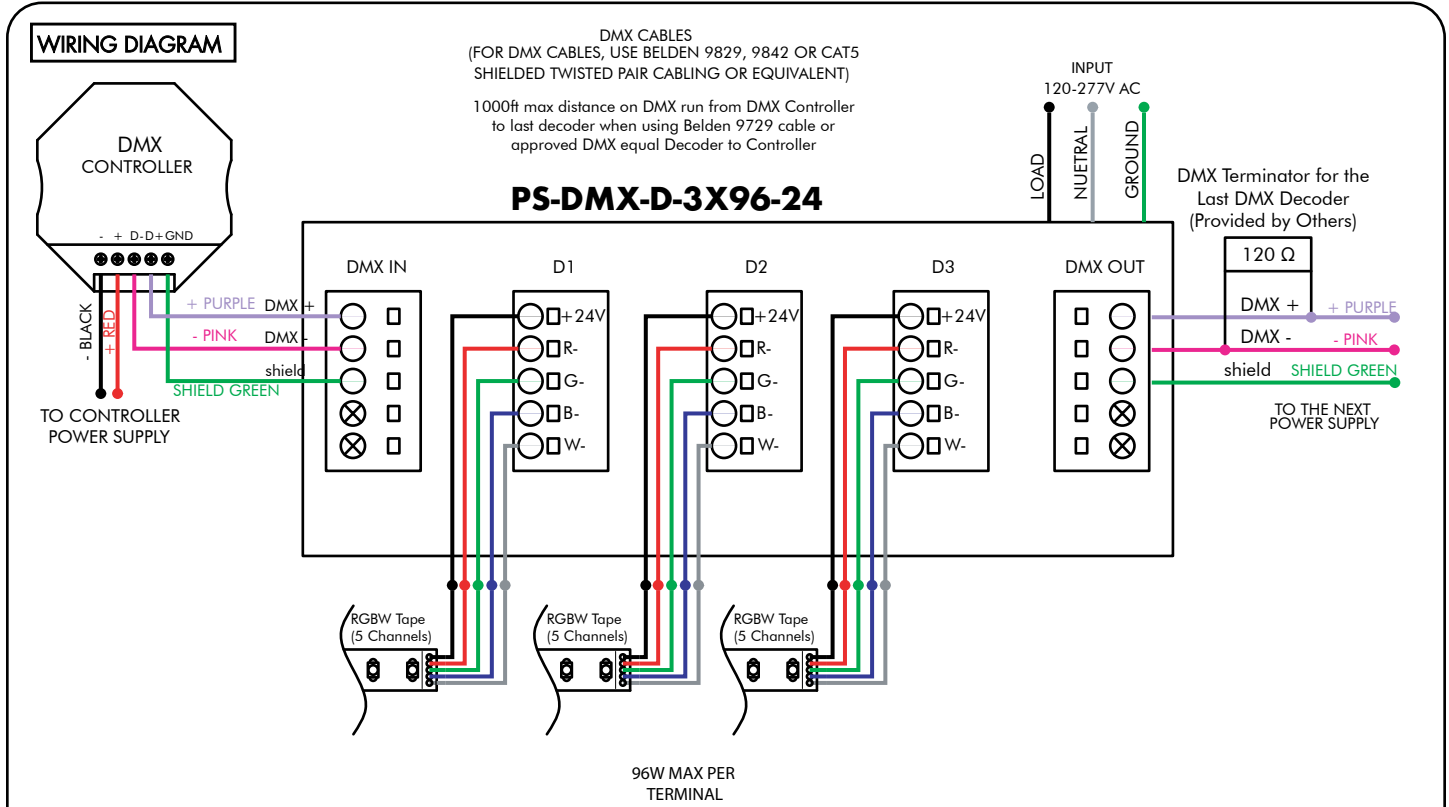 WIRING DIAGRAM
DMX CABLES
(FOR DMX CABLES, USE BELDEN 9829, 9842 OR CAT5
SHIELDED TWISTED PAIR CABLING OR EQUIVALENT)
1000ft max distance on DMX run from DMX Controller
to last decoder when using Belden 9729 cable or
approved DMX equal Decoder to Controller
INPUT
120-277V AC
LOAD
NUETRAL
GROUND
DMX
CONTROLLER
- + D- D+ GND
- BLACK
+ RED
TO CONTROLLER
POWER SUPPLY
+ PURPLE DMX +
- PINK DMX -
shield
SHIELD GREEN
PS-DMX-D-3X96-24
DMX IN
D1
+24V
R-
G-
B-
W-
D2
+24V
R-
G-
B-
W-
D3
+24V
R-
G-
B-
W-
DMX OUT
DMX Terminator for the
Last DMX Decoder
(Provided by Others)
120 Ω
DMX + + PURPLE
DMX - - PINK
shield SHIELD GREEN
TO THE NEXT
POWER SUPPLY
RGBW Tape
(5 Channels)
RGBW Tape
(5 Channels)
RGBW Tape
(5 Channels)
96W MAX PER
TERMINAL